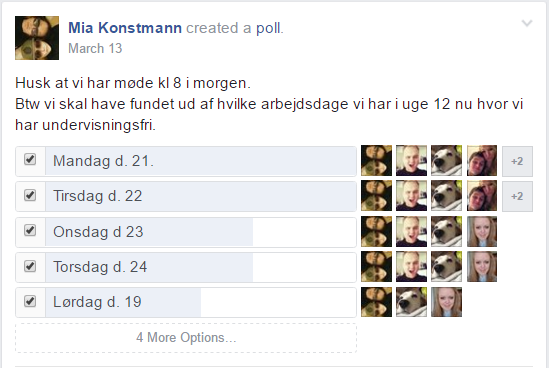 Mia Konstmann created a poll.
March 13
Husk at vi har møde kl 8 i morgen.
Btw vi skal have fundet ud af hvilke arbejdsdage vi har i uge 12 nu hvor vi
har undervisningsfri.
Mandag d. 21. +2
Tirsdag d. 22 +2
Onsdag d 23
Torsdag d. 24
Lørdag d. 19
4 More Options...